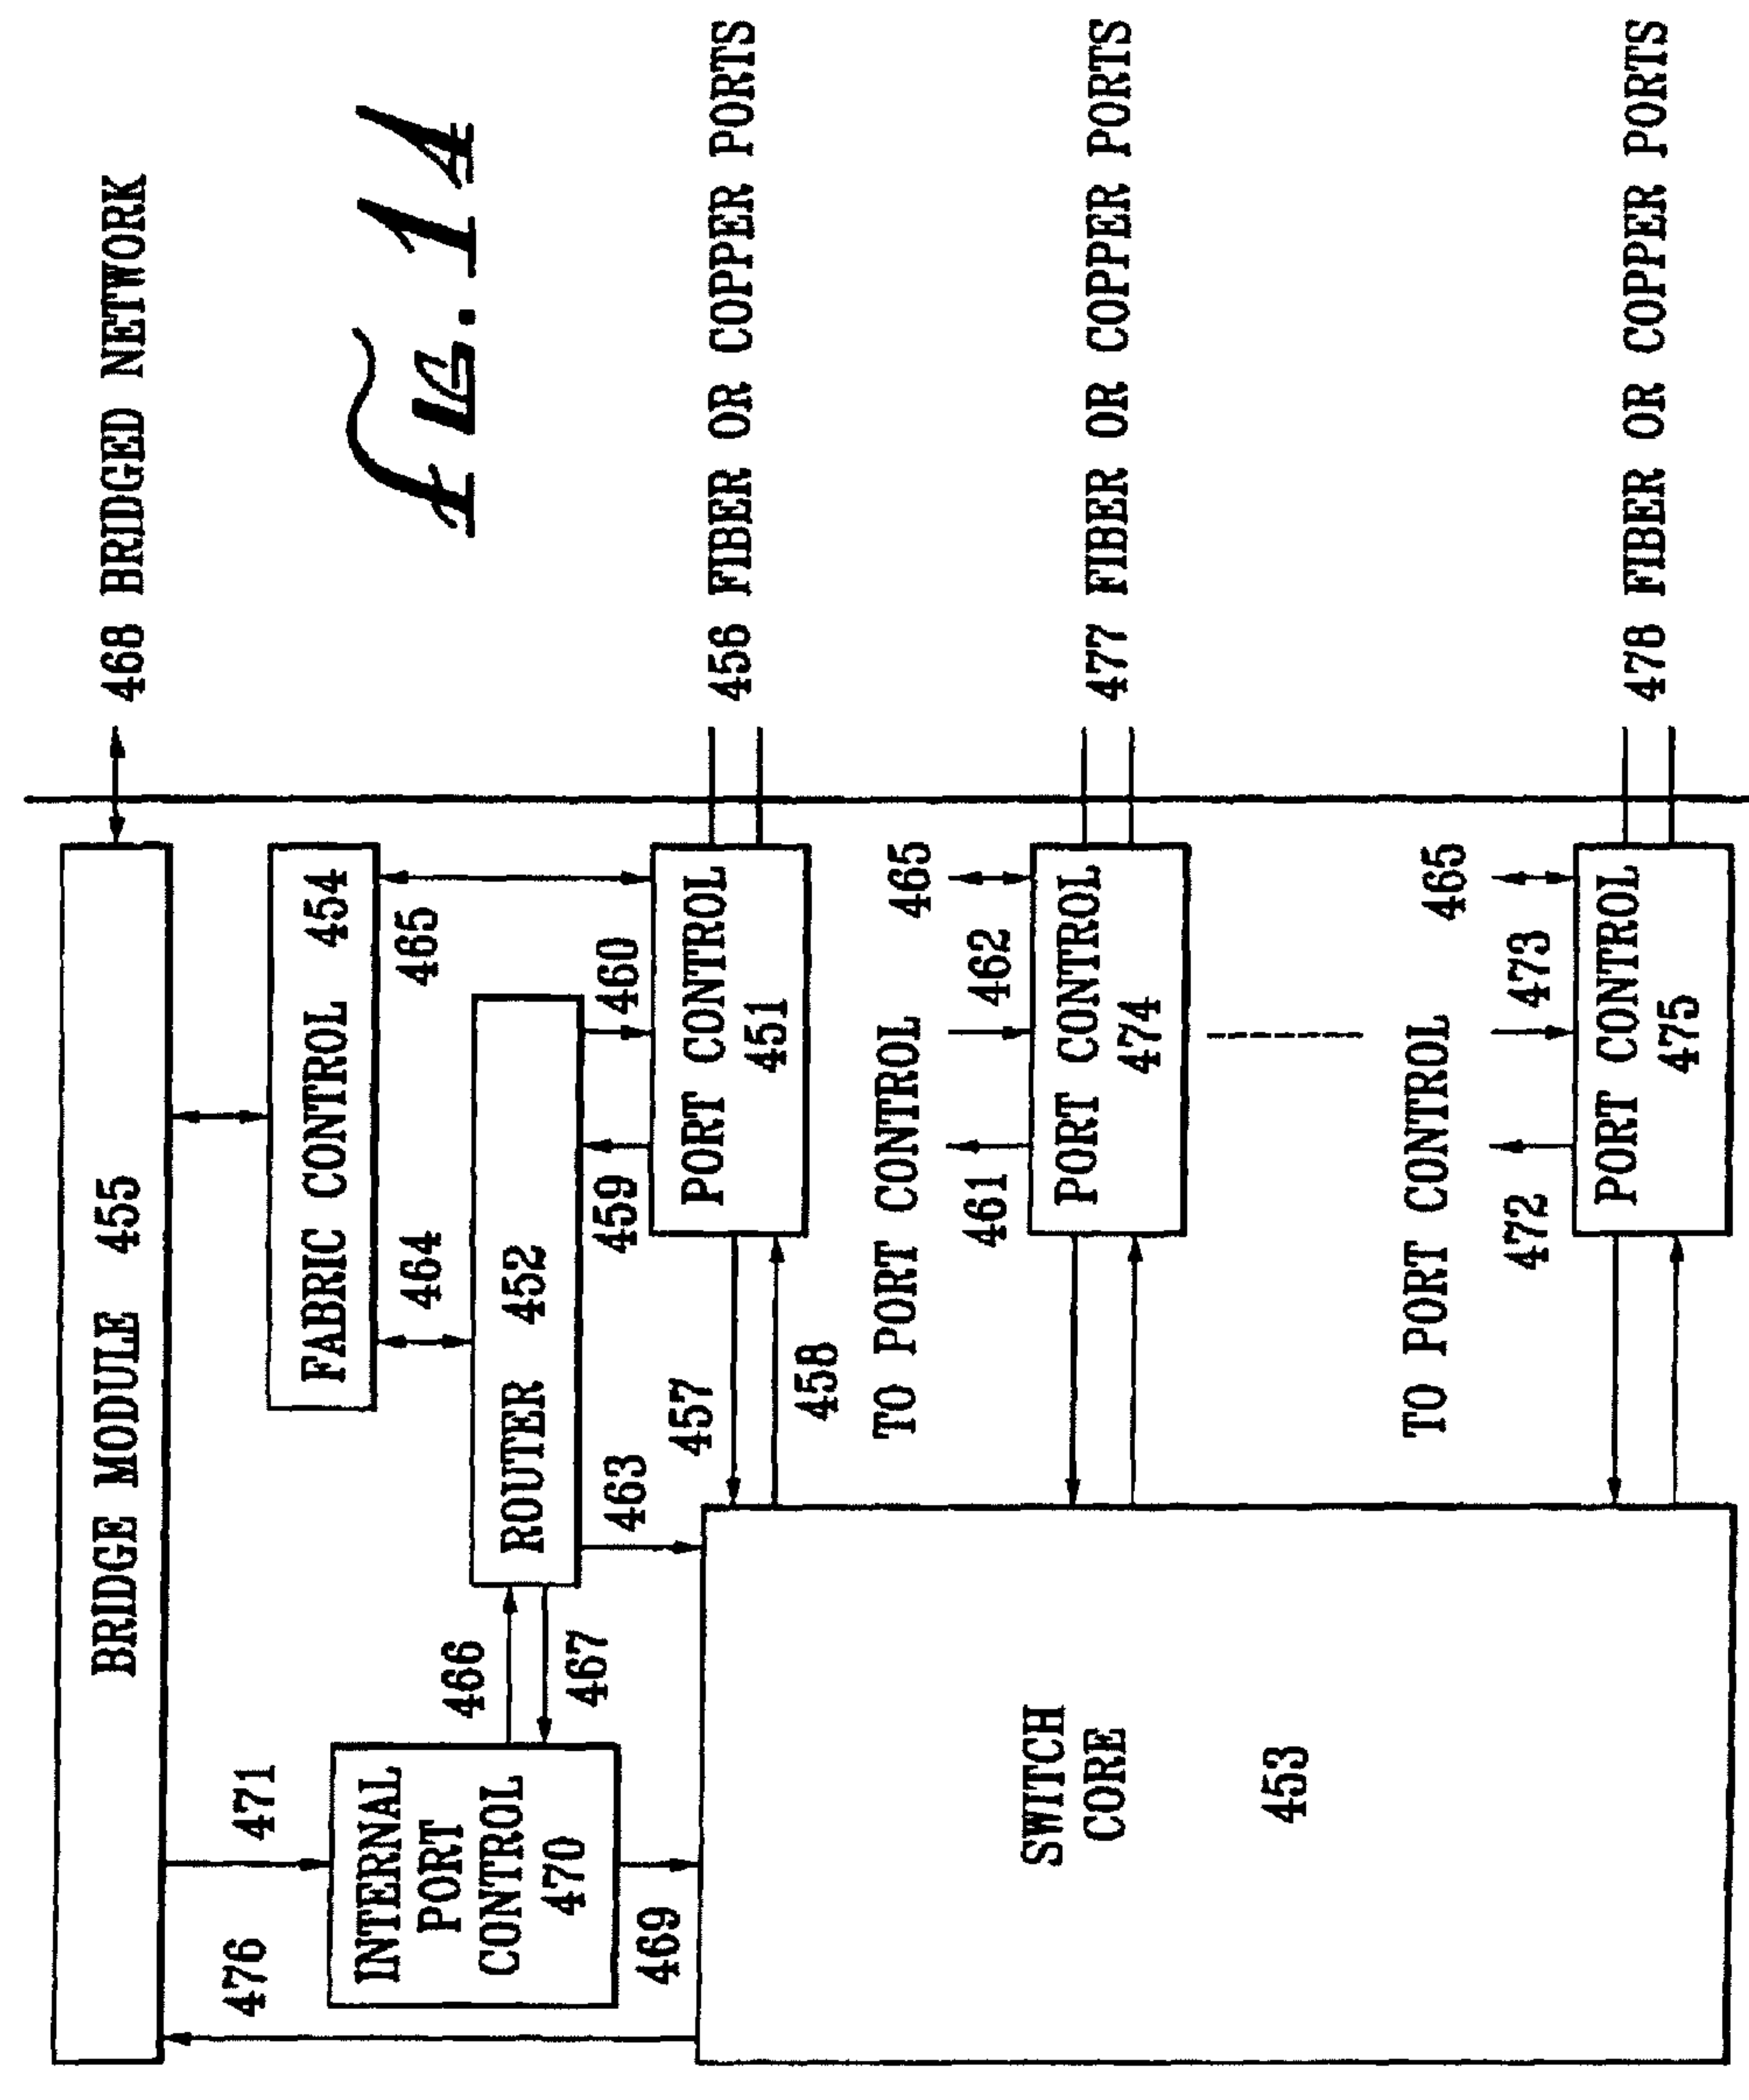 468 BRIDGED NETWORK
FIG. 14
456 FIBER OR COPPER PORTS
477 FIBER OR COPPER PORTS
478 FIBER OR COPPER PORTS
BRIDGE MODULE 455
FABRIC CONTROL 454
465
464
ROUTER 452
460
459
463
466
467
471
476
INTERNAL
PORT
CONTROL
470
469
PORT CONTROL
451
457
458
TO PORT CONTROL
465
462
461
PORT CONTROL
474
TO PORT CONTROL
465
473
472
PORT CONTROL
475
SWITCH
CORE
453